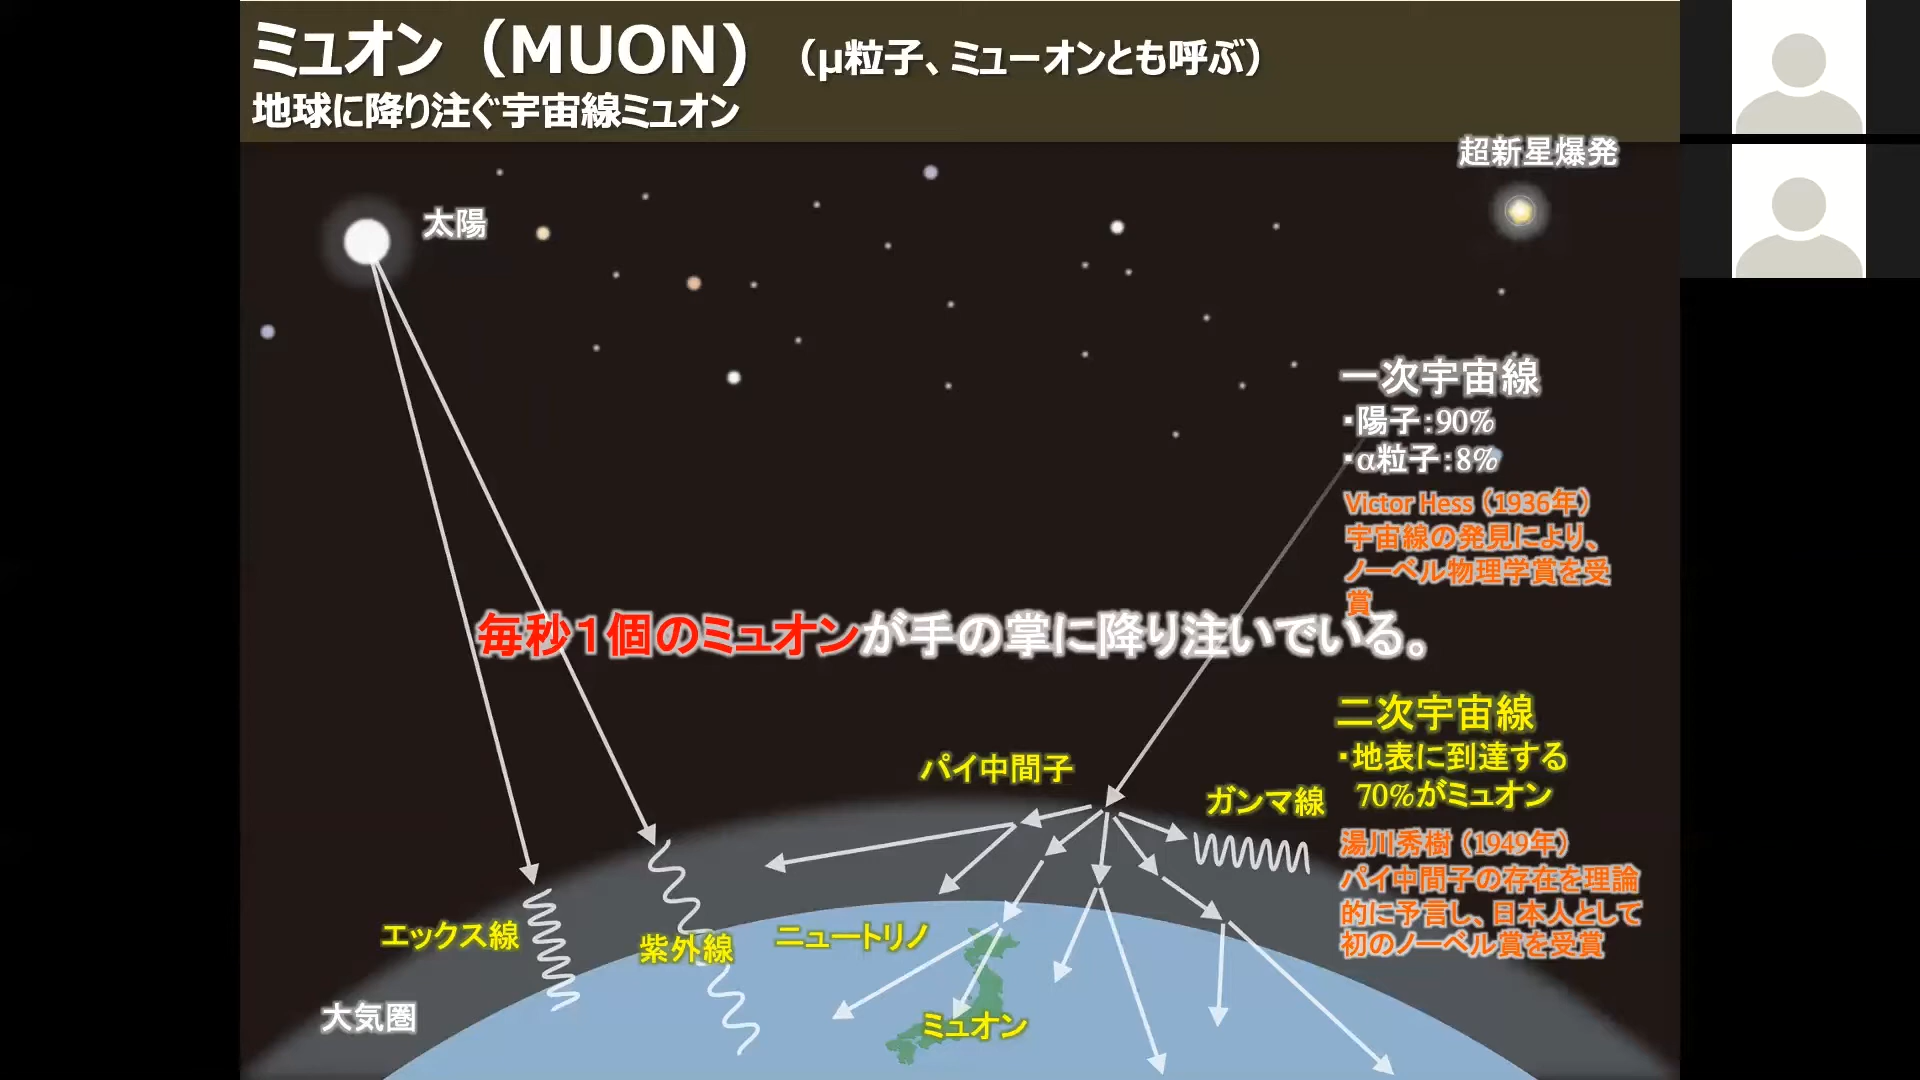 ミュオン（MUON）（μ粒子、ミューオンとも呼ぶ）
地球に降り注ぐ宇宙線ミュオン
超新星爆発
太陽
一次宇宙線
・陽子：90%
・α粒子：8%
Victor Hess（1936年）
宇宙線の発見により、
ノーベル物理学賞を受
賞
毎秒１個のミュオンが手の掌に降り注いでいる。
二次宇宙線
・地表に到達する
70%がミュオン
パイ中間子
ガンマ線
湯川秀樹（1949年）
パイ中間子の存在を理論
的に予言し、日本人として
初のノーベル賞を受賞
エックス線
紫外線
ニュートリノ
大気圏
ミュオン